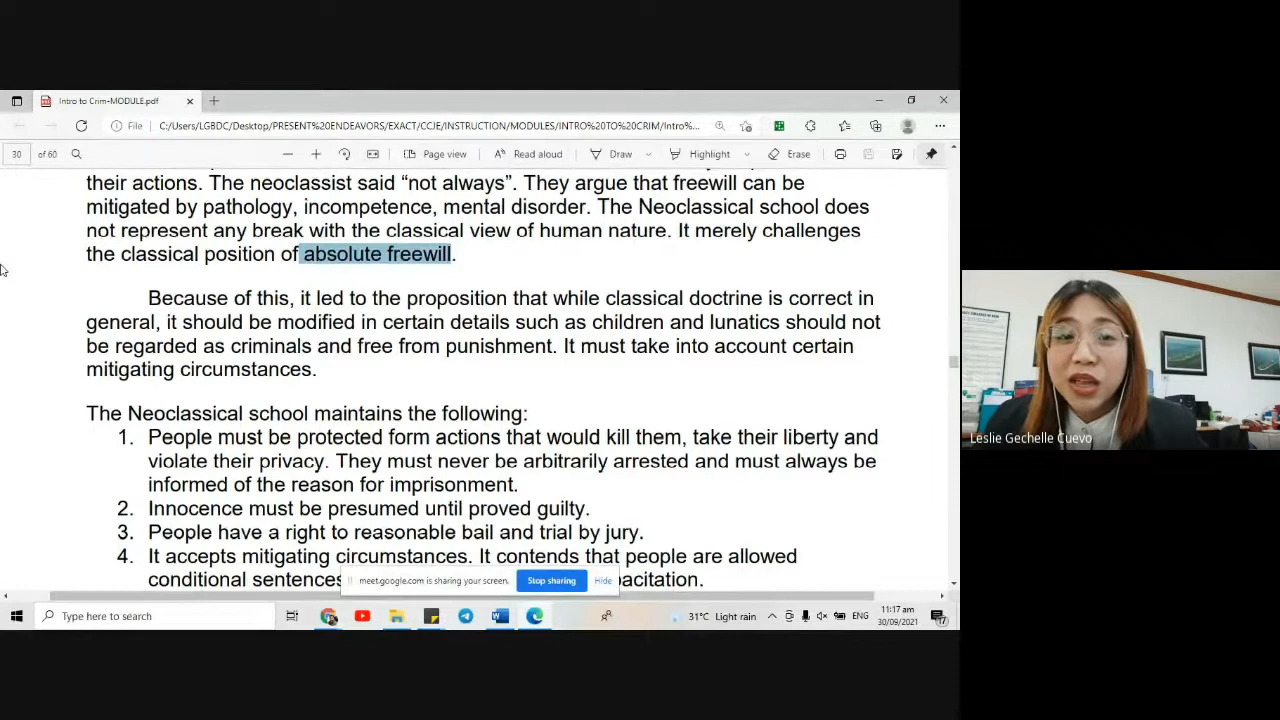 Intro to Crim-MODULE.pdf
File C:/Users/LGBDC/Desktop/PRESENT%20ENDEAVORS/EXACT/CCJE/INSTRUCTION/MODULES/INTRO%20TO%20CRIM/Intro%...
30 of 60 Page view Read aloud Draw Highlight Erase
their actions. The neoclassist said “not always”. They argue that freewill can be
mitigated by pathology, incompetence, mental disorder. The Neoclassical school does
not represent any break with the classical view of human nature. It merely challenges
the classical position of absolute freewill.
Because of this, it led to the proposition that while classical doctrine is correct in
general, it should be modified in certain details such as children and lunatics should not
be regarded as criminals and free from punishment. It must take into account certain
mitigating circumstances.
The Neoclassical school maintains the following:
1. People must be protected form actions that would kill them, take their liberty and
violate their privacy. They must never be arbitrarily arrested and must always be
informed of the reason for imprisonment.
2. Innocence must be presumed until proved guilty.
3. People have a right to reasonable bail and trial by jury.
4. It accepts mitigating circumstances. It contends that people are allowed
conditional sentences pacitation.
meet.google.com is sharing your screen. Stop sharing Hide
Type here to search
31°C Light rain ENG 11:17 am
30/09/2021
17
Leslie Gechelle Cuevo